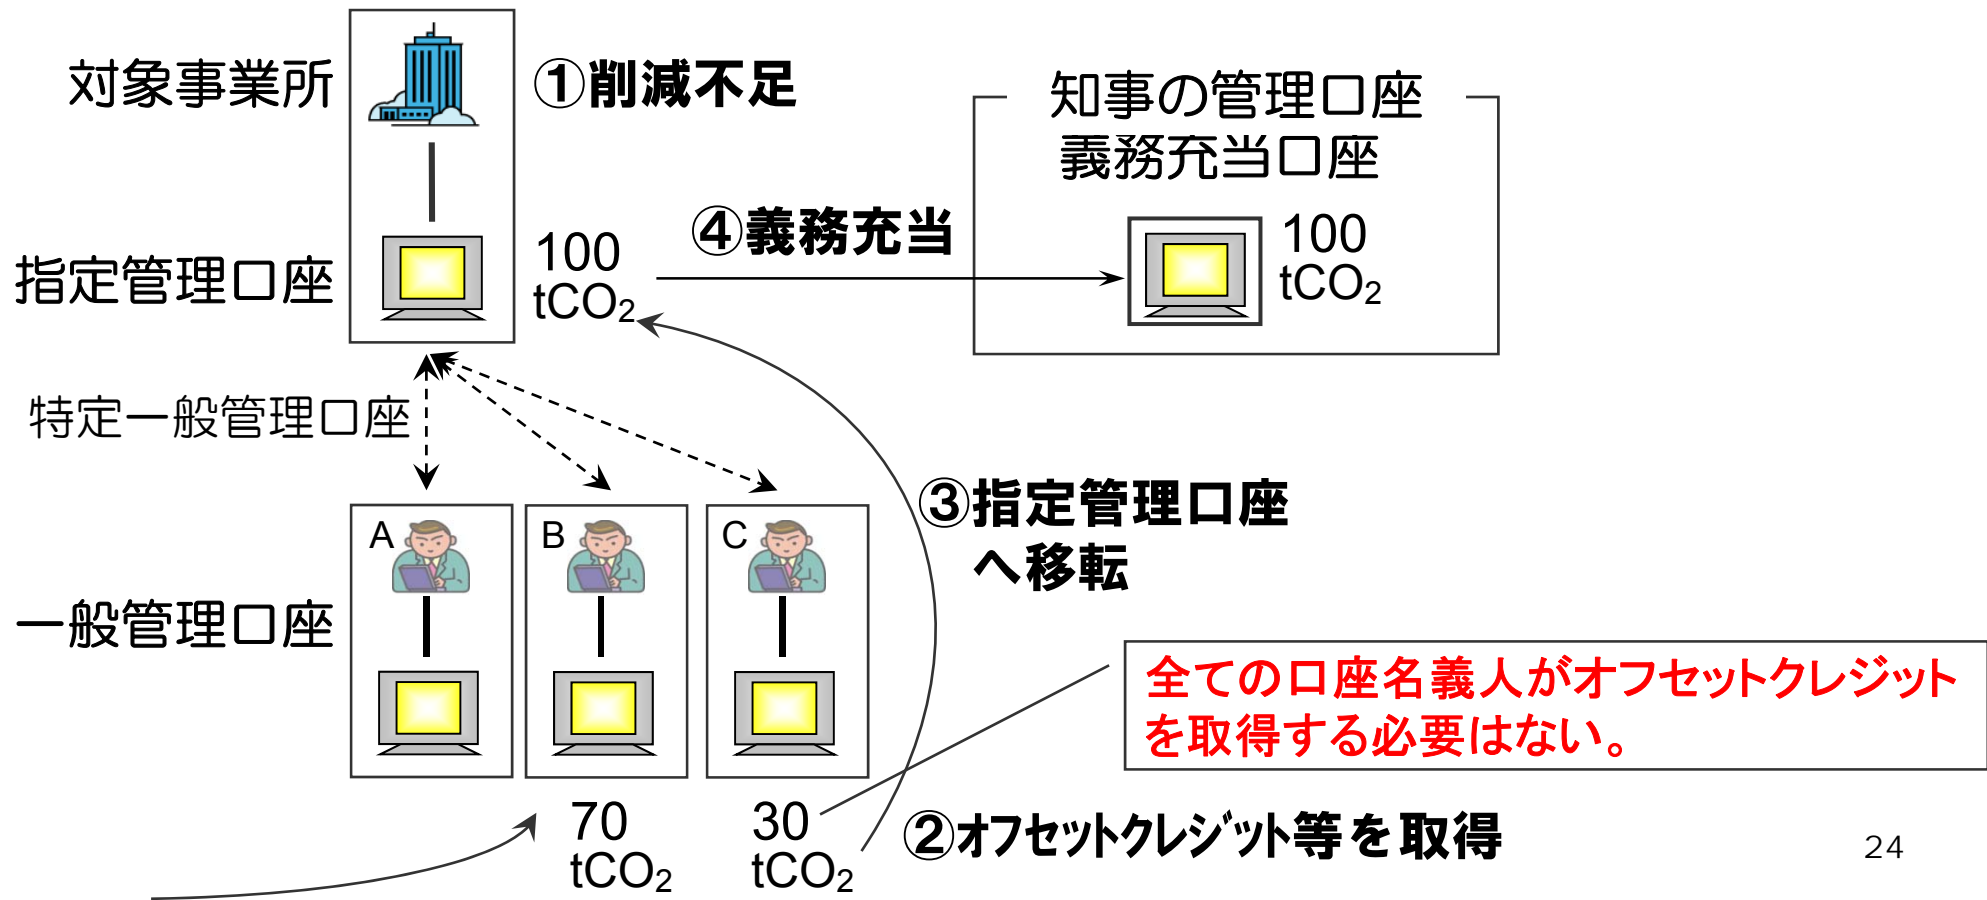 対象事業所
①削減不足
知事の管理口座
義務充当口座
④義務充当
100
tCO₂
100
tCO₂
指定管理口座
特定一般管理口座
③指定管理口座
へ移転
A
B
C
一般管理口座
全ての口座名義人がオフセットクレジット
を取得する必要はない。
70
tCO₂
30
tCO₂
②オフセットクレジット等を取得
24